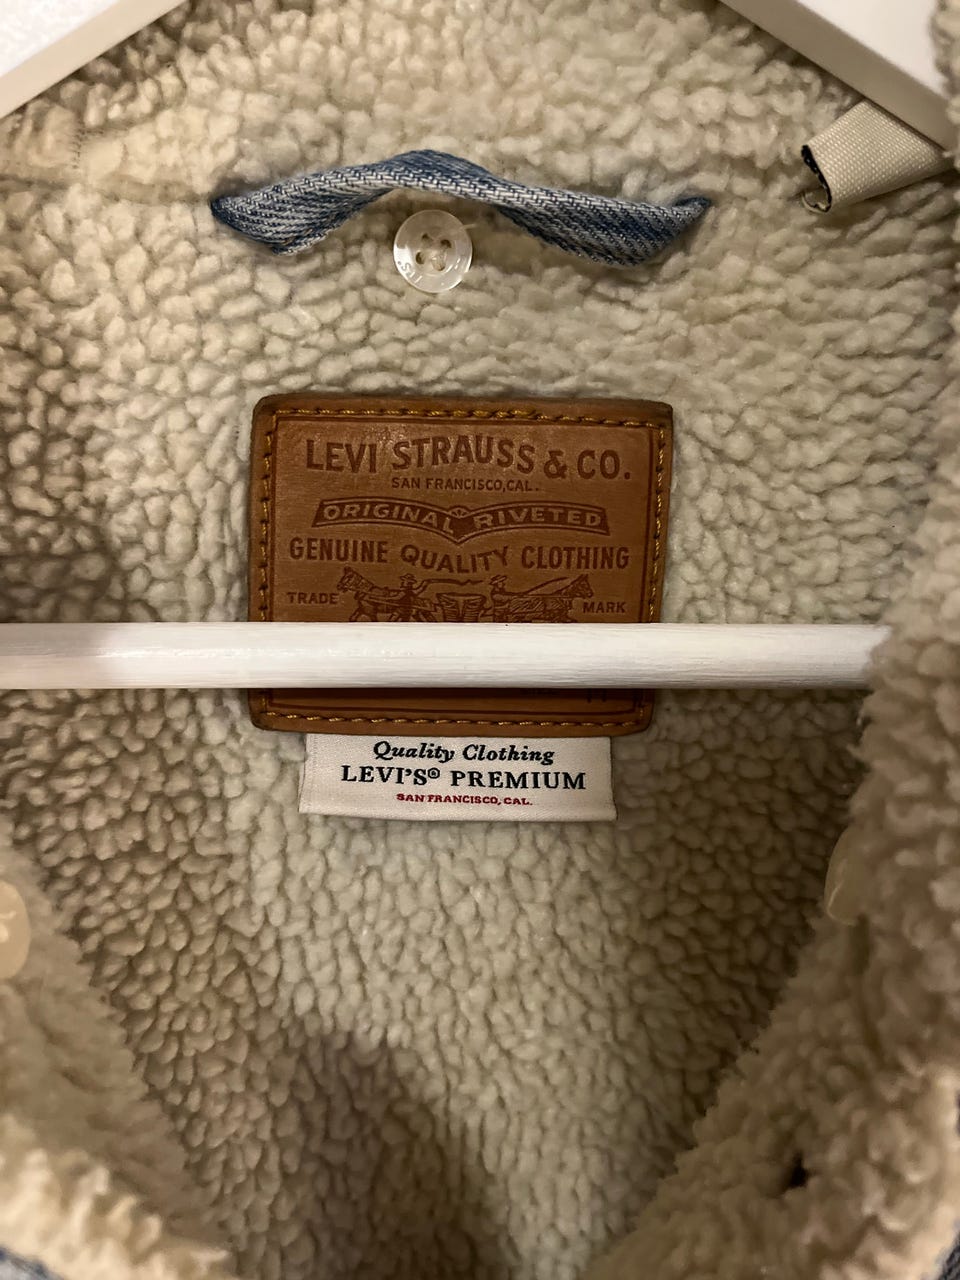 LEVI STRAUSS & CO.
SAN FRANCISCO, CAL.
ORIGINAL RIVETED
GENUINE QUALITY CLOTHING
TRADE MARK
Quality Clothing
LEVI'S® PREMIUM
SAN FRANCISCO, CAL.